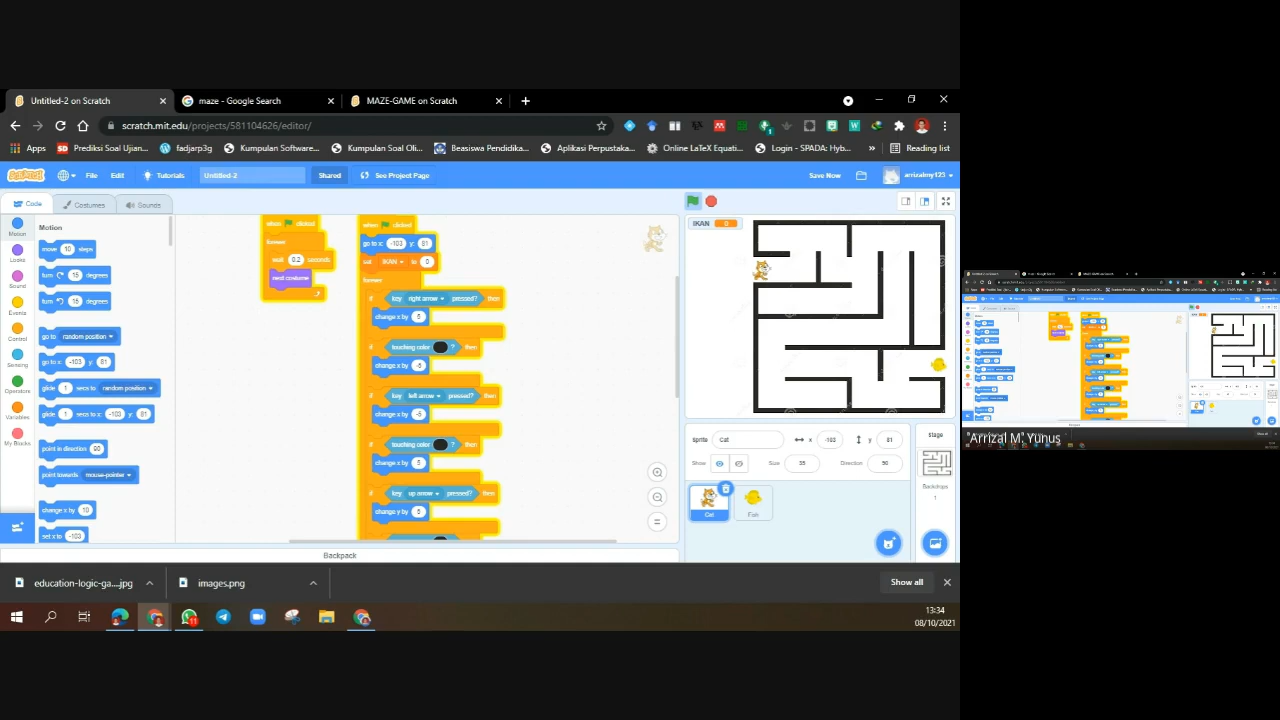 Untitled-2 on Scratch
maze - Google Search
MAZE-GAME on Scratch
scratch.mit.edu/projects/581104626/editor/
Apps
Prediksi Soal Ujian...
fadjarp3g
Kumpulan Software...
Kumpulan Soal Oli...
Beasiswa Pendidika...
Aplikasi Perpustaka...
Online LaTeX Equati...
Login - SPADA: Hyb...
»
Reading list
SCRATCH
File
Edit
Tutorials
Untitled-2
Shared
See Project Page
Save Now
arrizalmy123
Code
Costumes
Sounds
Motion
Looks
Sound
Events
Control
Sensing
Operators
Variables
My Blocks
Motion
move 10 steps
turn 15 degrees
turn 15 degrees
go to random position
go to x: -103 y: 81
glide 1 secs to random position
glide 1 secs to x: -103 y: 81
point in direction 90
point towards mouse-pointer
change x by 10
set x to -103
when clicked
forever
wait 0.2 seconds
next costume
when clicked
go to x: -103 y: 81
set IKAN to 0
forever
if key right arrow pressed? then
change x by 5
if touching color ? then
change x by -5
if key left arrow pressed? then
change x by -5
if touching color ? then
change x by 5
if key up arrow pressed? then
change y by 5
IKAN 0
Sprite Cat x -103 y 81
Show Size 35 Direction 90
Cat
Fish
Stage
Backdrops
1
Backpack
education-logic-ga....jpg
images.png
Show all
13:34
08/10/2021
Arrizal M. Yunus